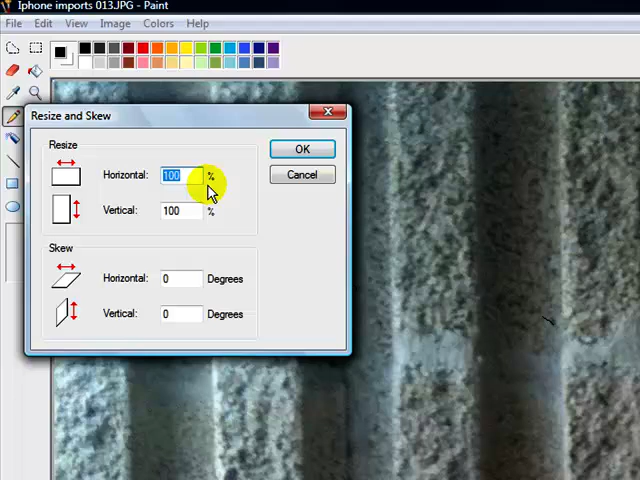 Iphone imports 013.JPG - Paint
File Edit View Image Colors Help
Resize and Skew
Resize
Horizontal: 100 %
Vertical: 100 %
OK
Cancel
Skew
Horizontal: 0 Degrees
Vertical: 0 Degrees